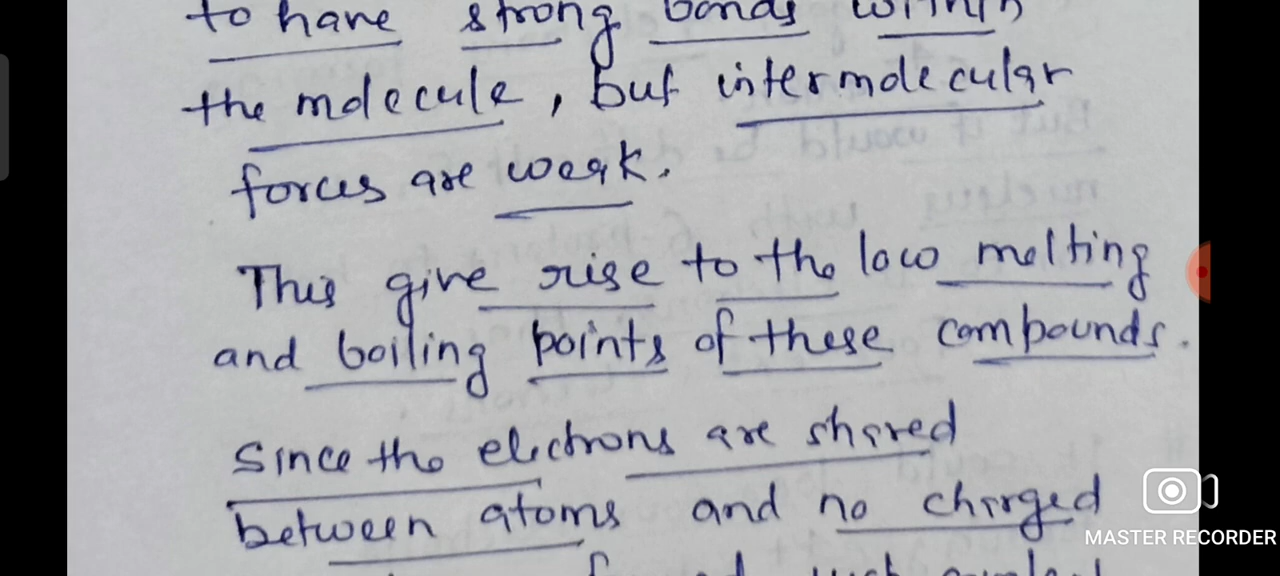 to have strong bonds within
the molecule, but intermolecular
forces are weak.
This give rise to the low melting
and boiling points of these compounds.
Since the electrons are shared
between atoms and no charged
MASTER RECORDER